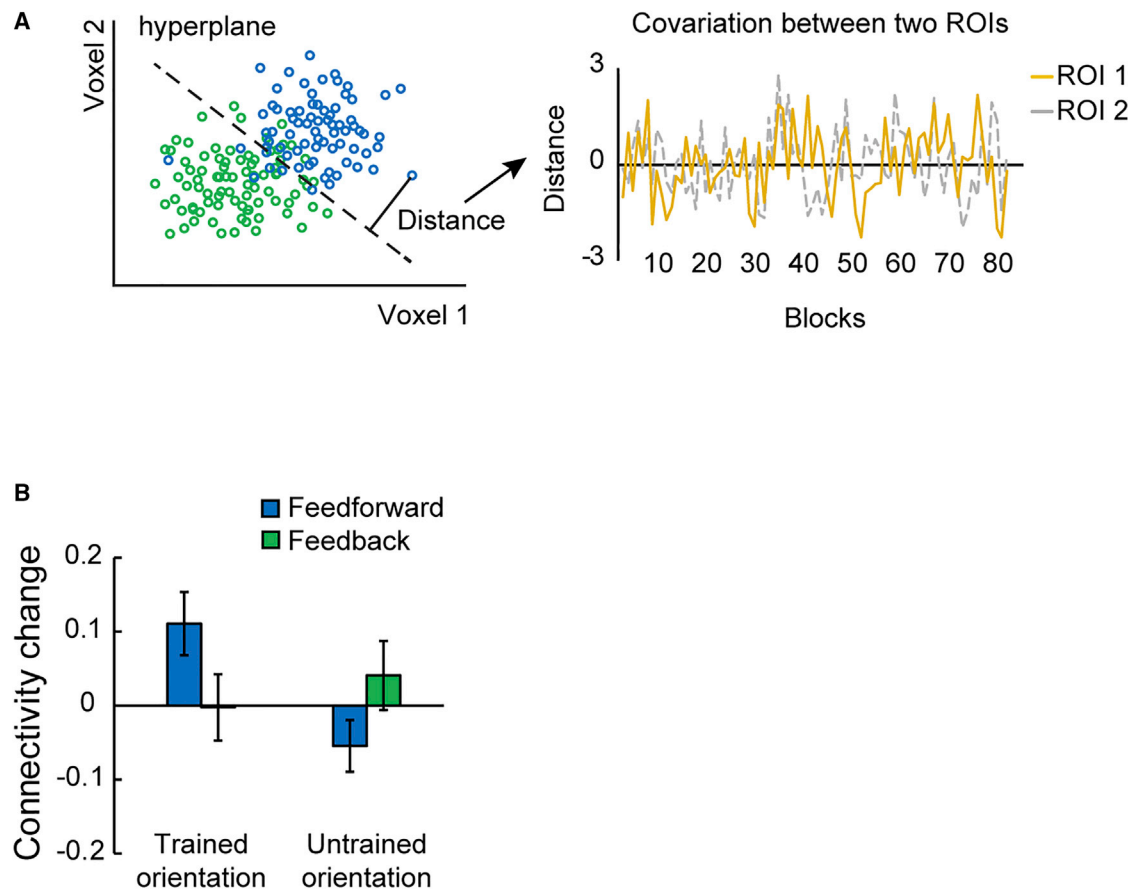 A
hyperplane
Voxel 2
Voxel 1
Distance
Covariation between two ROIs
ROI 1
ROI 2
Distance
3
0
-3
10 20 30 40 50 60 70 80
Blocks
B
Feedforward
Feedback
Connectivity change
0.2
0.1
0
-0.1
-0.2
Trained
orientation
Untrained
orientation